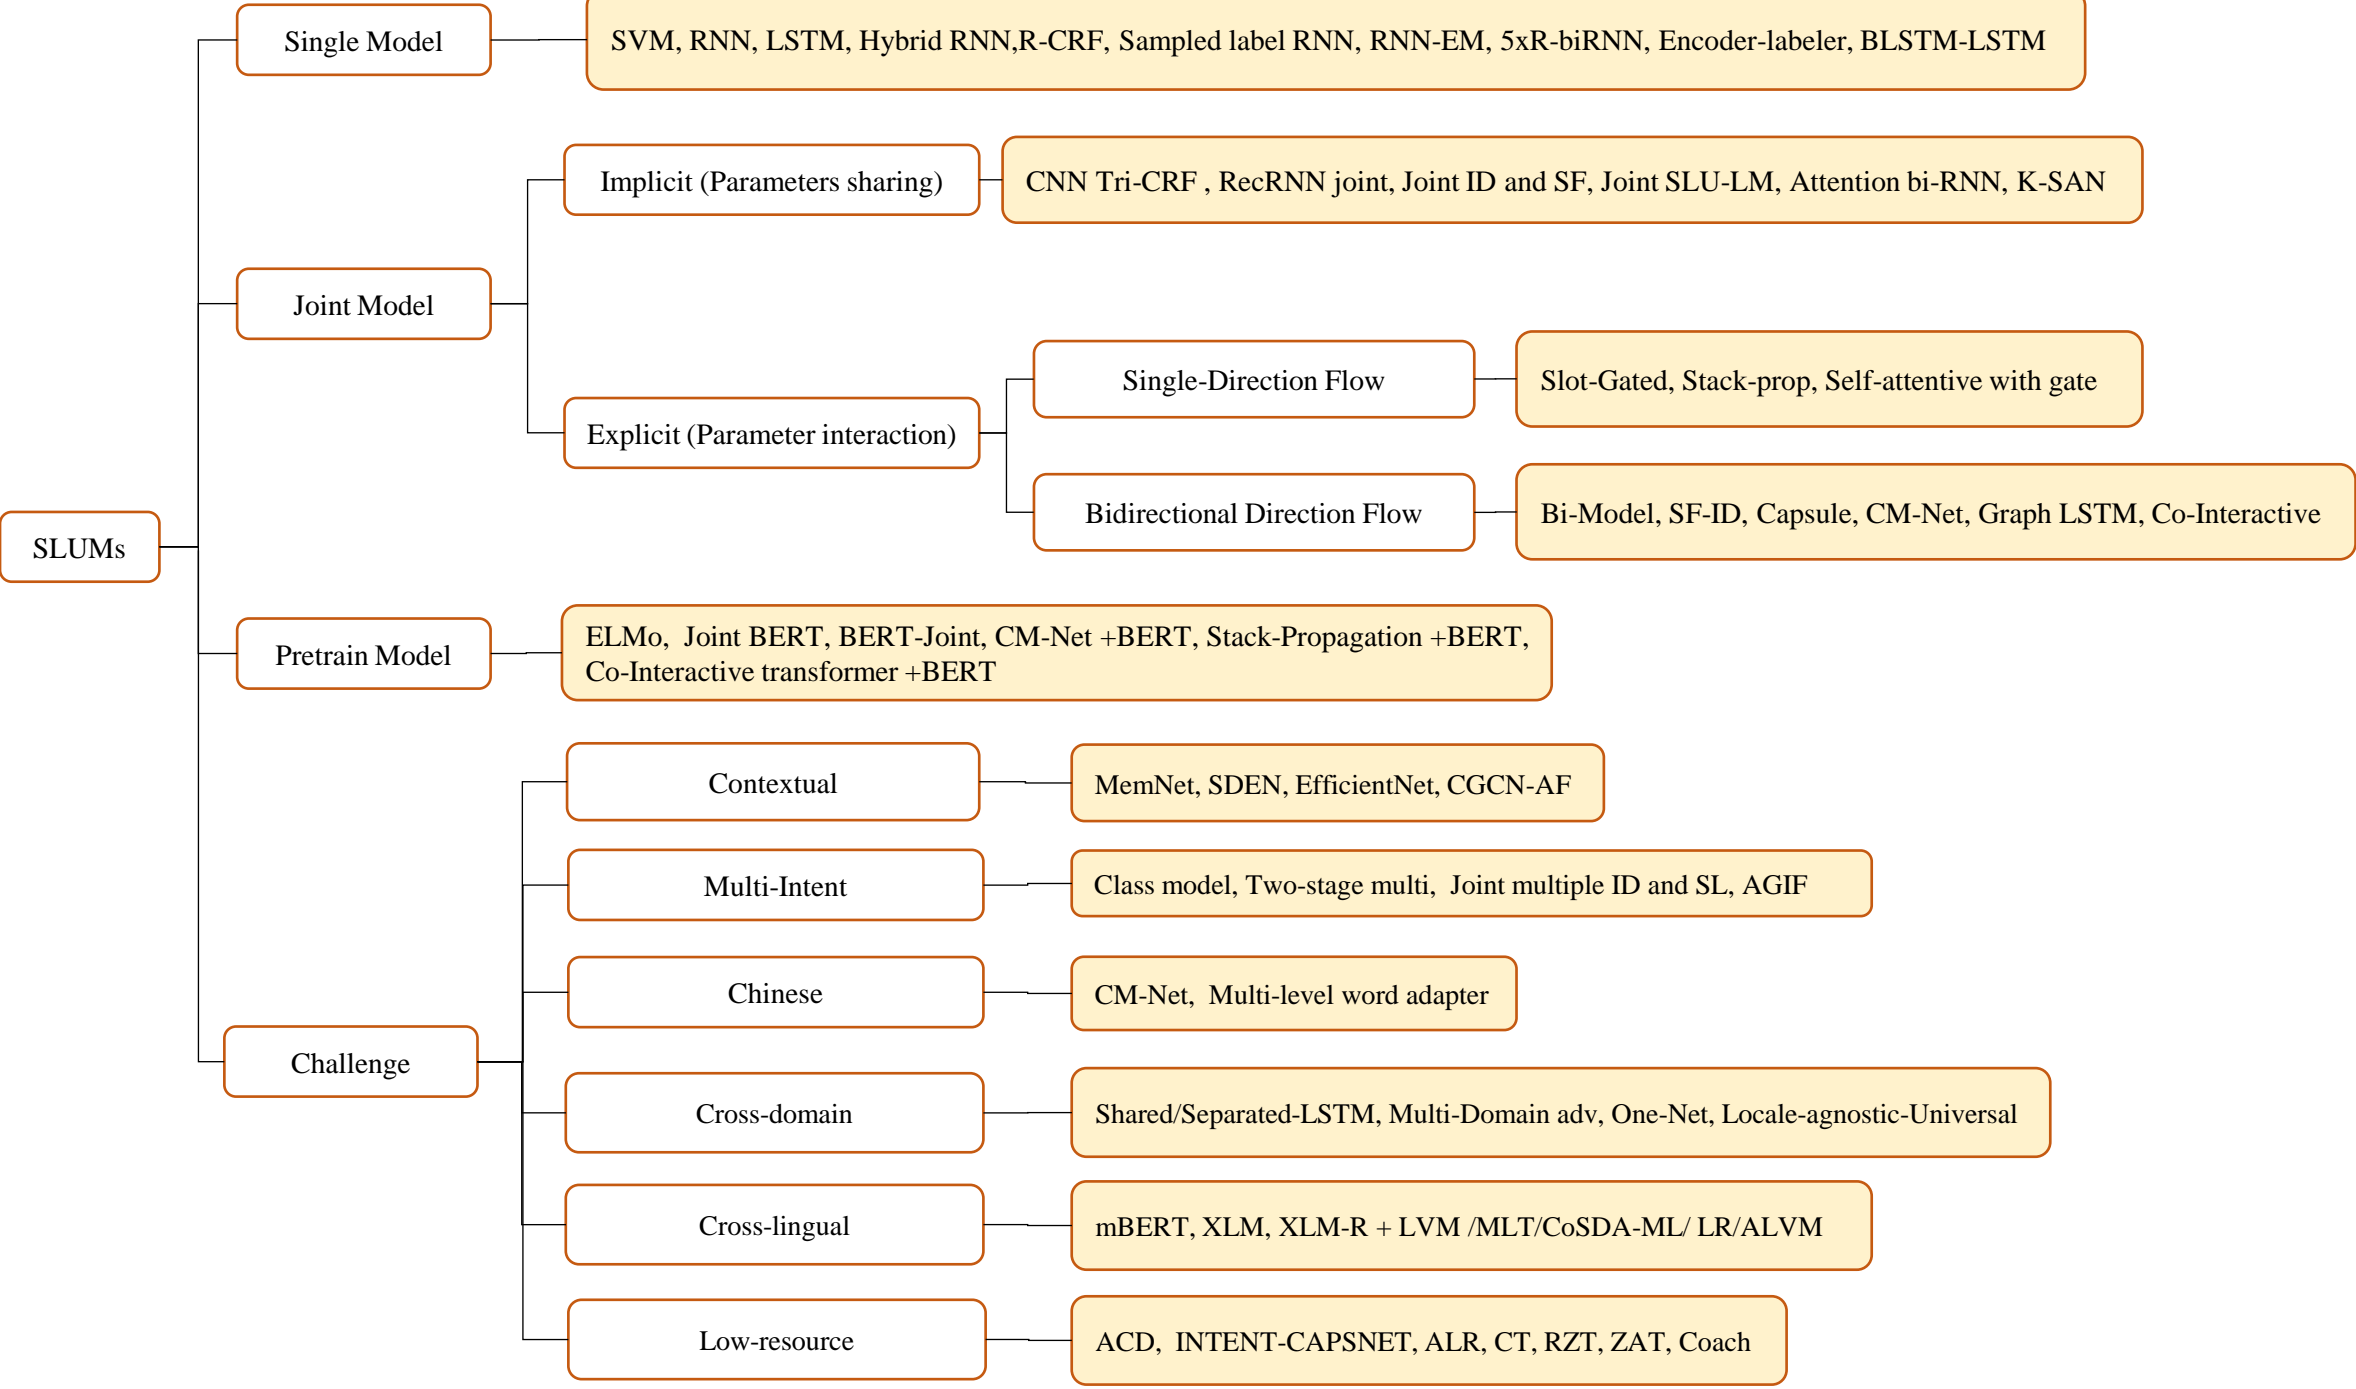 Single Model
SVM, RNN, LSTM, Hybrid RNN,R-CRF, Sampled label RNN, RNN-EM, 5xR-biRNN, Encoder-labeler, BLSTM-LSTM
Implicit (Parameters sharing)
CNN Tri-CRF , RecRNN joint, Joint ID and SF, Joint SLU-LM, Attention bi-RNN, K-SAN
Joint Model
Single-Direction Flow
Slot-Gated, Stack-prop, Self-attentive with gate
Explicit (Parameter interaction)
Bidirectional Direction Flow
Bi-Model, SF-ID, Capsule, CM-Net, Graph LSTM, Co-Interactive
SLUMs
Pretrain Model
ELMo, Joint BERT, BERT-Joint, CM-Net +BERT, Stack-Propagation +BERT,
Co-Interactive transformer +BERT
Contextual
MemNet, SDEN, EfficientNet, CGCN-AF
Multi-Intent
Class model, Two-stage multi, Joint multiple ID and SL, AGIF
Chinese
CM-Net, Multi-level word adapter
Challenge
Cross-domain
Shared/Separated-LSTM, Multi-Domain adv, One-Net, Locale-agnostic-Universal
Cross-lingual
mBERT, XLM, XLM-R + LVM /MLT/CoSDA-ML/ LR/ALVM
Low-resource
ACD, INTENT-CAPSNET, ALR, CT, RZT, ZAT, Coach